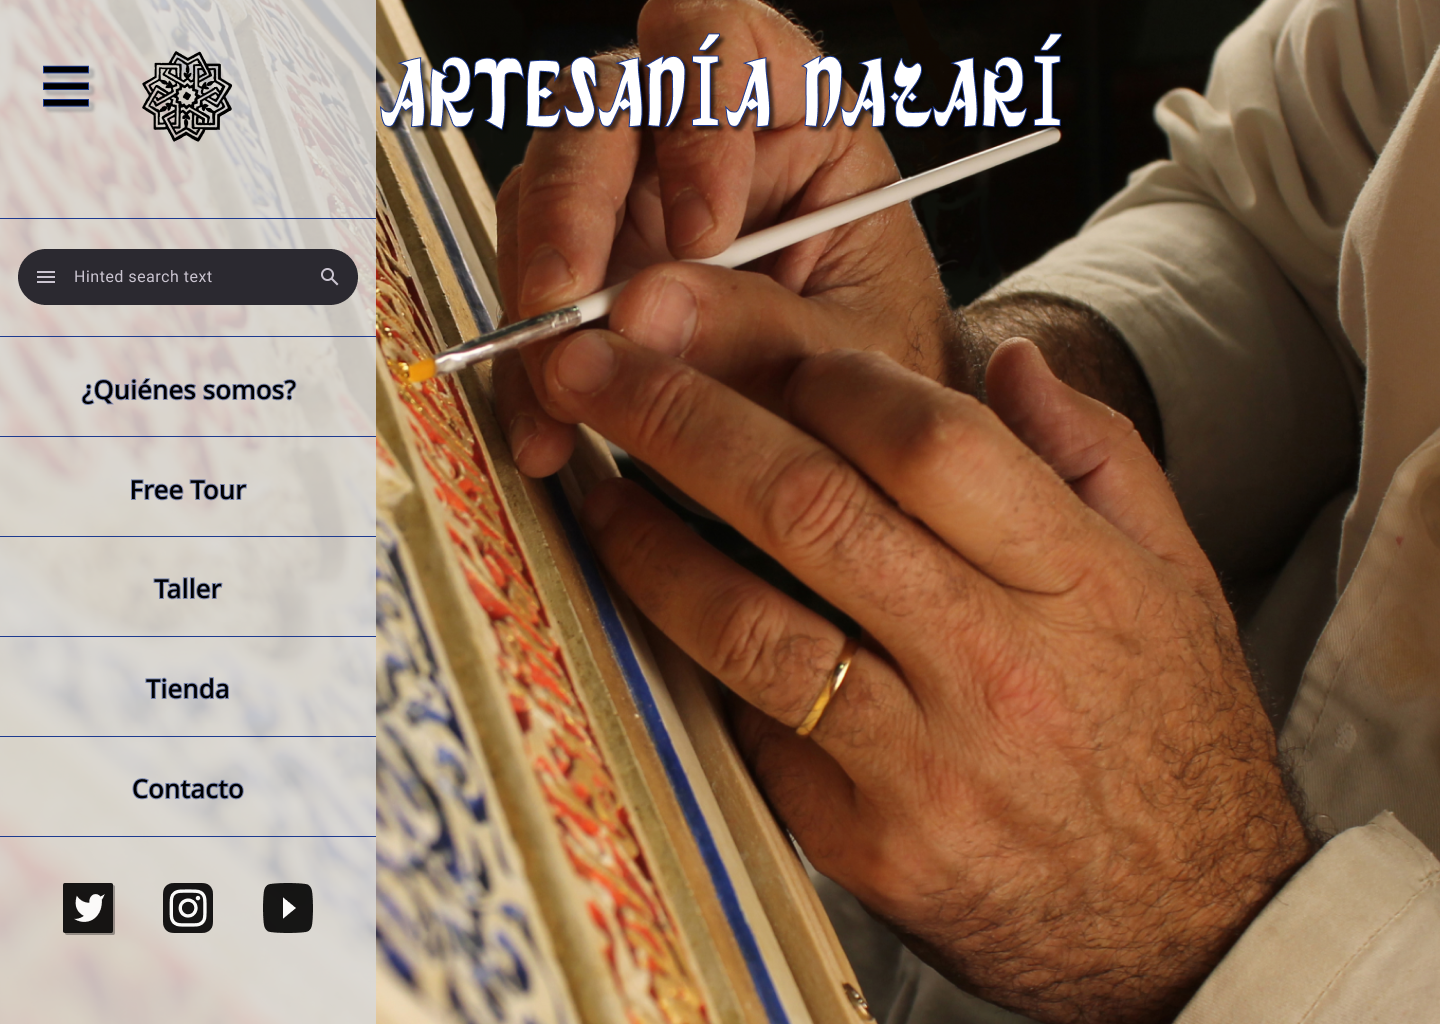 ARTESANÍA NAZARÍ
Hinted search text
¿Quiénes somos?
Free Tour
Taller
Tienda
Contacto